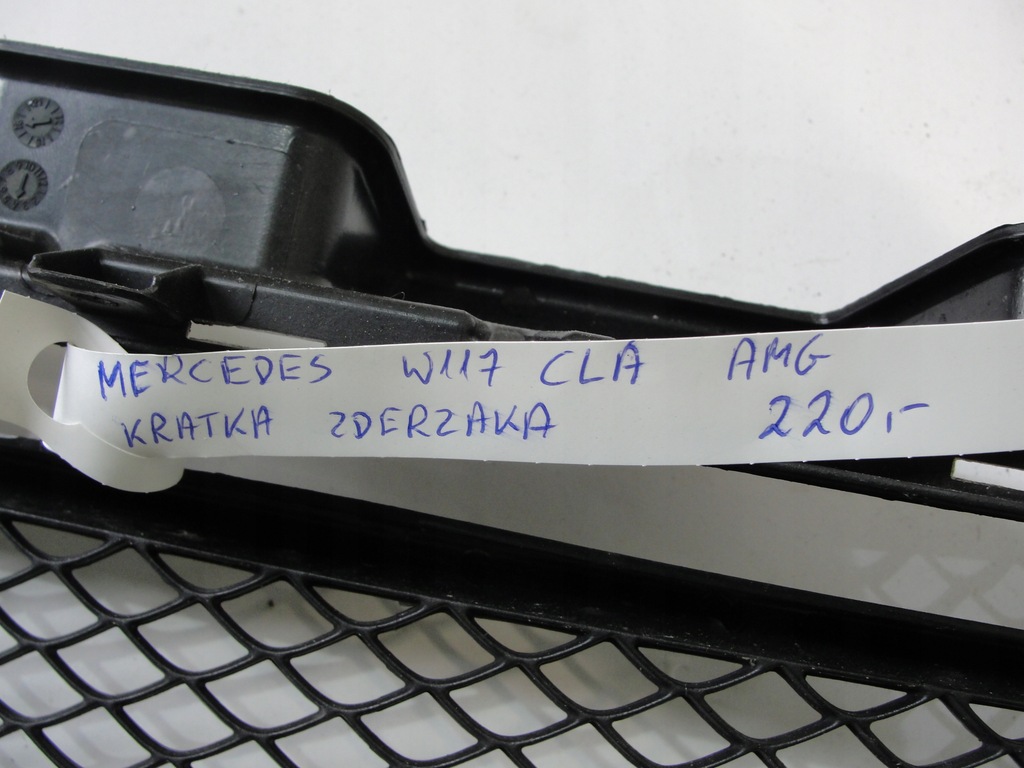 MERCEDES W117 CLA AMG
KRATKA ZDERZAKA 220,-